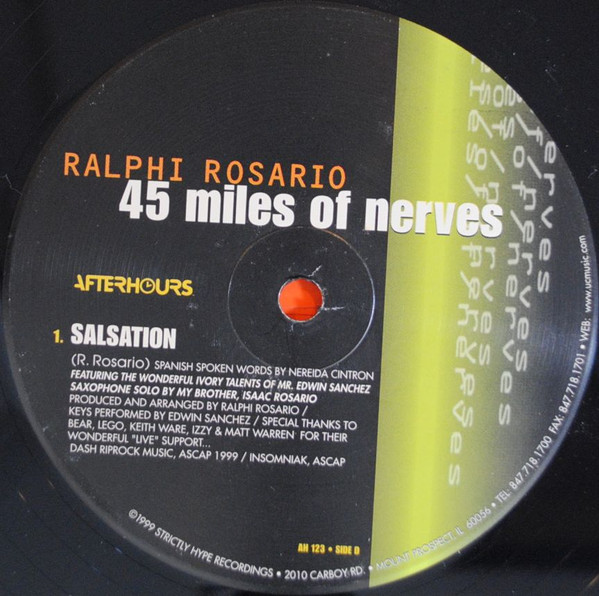 RALPHI ROSARIO
45 miles of nerves
AFTERHOURS
1. SALSATION
(R. Rosario) SPANISH SPOKEN WORDS BY NEREIDA CINTRON
FEATURING THE WONDERFUL IVORY TALENTS OF MR. EDWIN SANCHEZ
SAXOPHONE SOLO BY MY BROTHER, ISAAC ROSARIO
PRODUCED AND ARRANGED BY RALPHI ROSARIO /
KEYS PERFORMED BY EDWIN SANCHEZ / SPECIAL THANKS TO
BEAR, LEGO, KEITH WARE, IZZY & MATT WARREN FOR THEIR
WONDERFUL "LIVE" SUPPORT...
DASH RIPROCK MUSIC, ASCAP 1999 / INSOMNIAK, ASCAP
AH 123 • SIDE D
©1999 STRICTLY HYPE RECORDINGS • 2010 CARBOY RD. • MOUNT PROSPECT, IL 60056 • TEL: 847.718.1700 FAX: 847.718.1701 • WEB: www.ucmusic.com